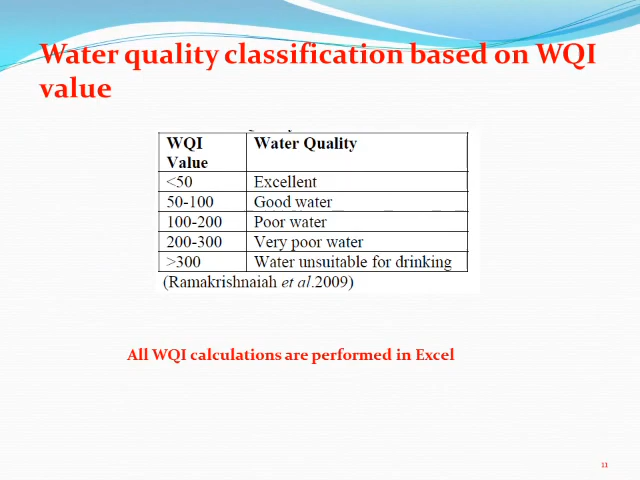 Water quality classification based on WQI
value
WQI Value	Water Quality
<50	Excellent
50-100	Good water
100-200	Poor water
200-300	Very poor water
>300	Water unsuitable for drinking
(Ramakrishnaiah et al.2009)
All WQI calculations are performed in Excel
11